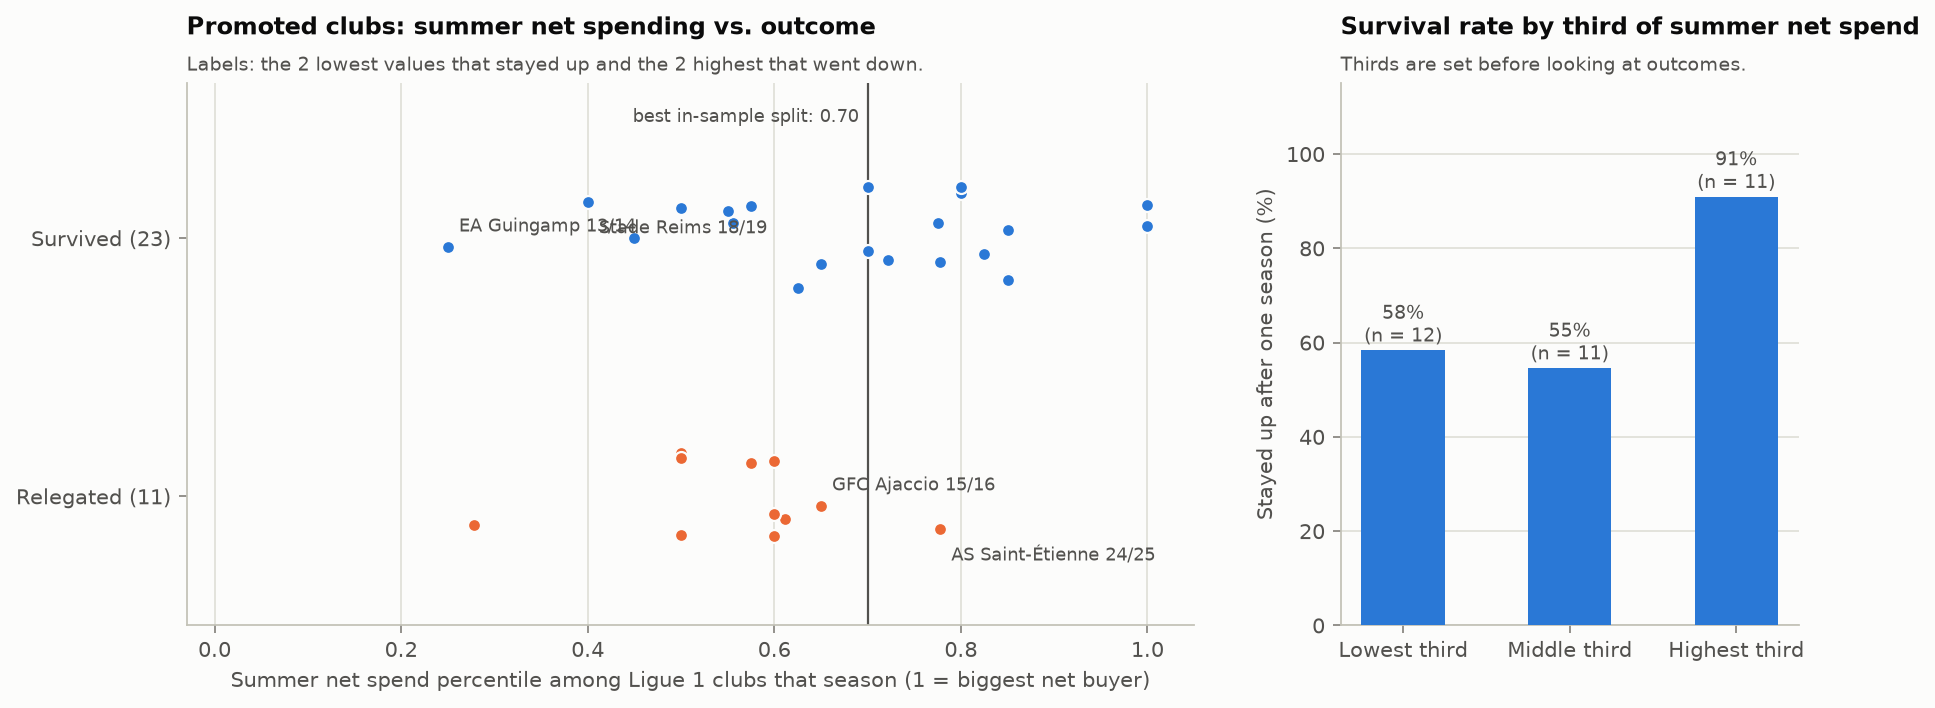 Promoted clubs: summer net spending vs. outcome
Labels: the 2 lowest values that stayed up and the 2 highest that went down.
best in-sample split: 0.70
EA Guingamp 13/14
Stade Reims 18/19
Survived (23)
GFC Ajaccio 15/16
Relegated (11)
AS Saint-Étienne 24/25
0.0 0.2 0.4 0.6 0.8 1.0
Summer net spend percentile among Ligue 1 clubs that season (1 = biggest net buyer)
Survival rate by third of summer net spend
Thirds are set before looking at outcomes.
Stayed up after one season (%)
100
80
60
40
20
0
58%
(n = 12)
55%
(n = 11)
91%
(n = 11)
Lowest third Middle third Highest third